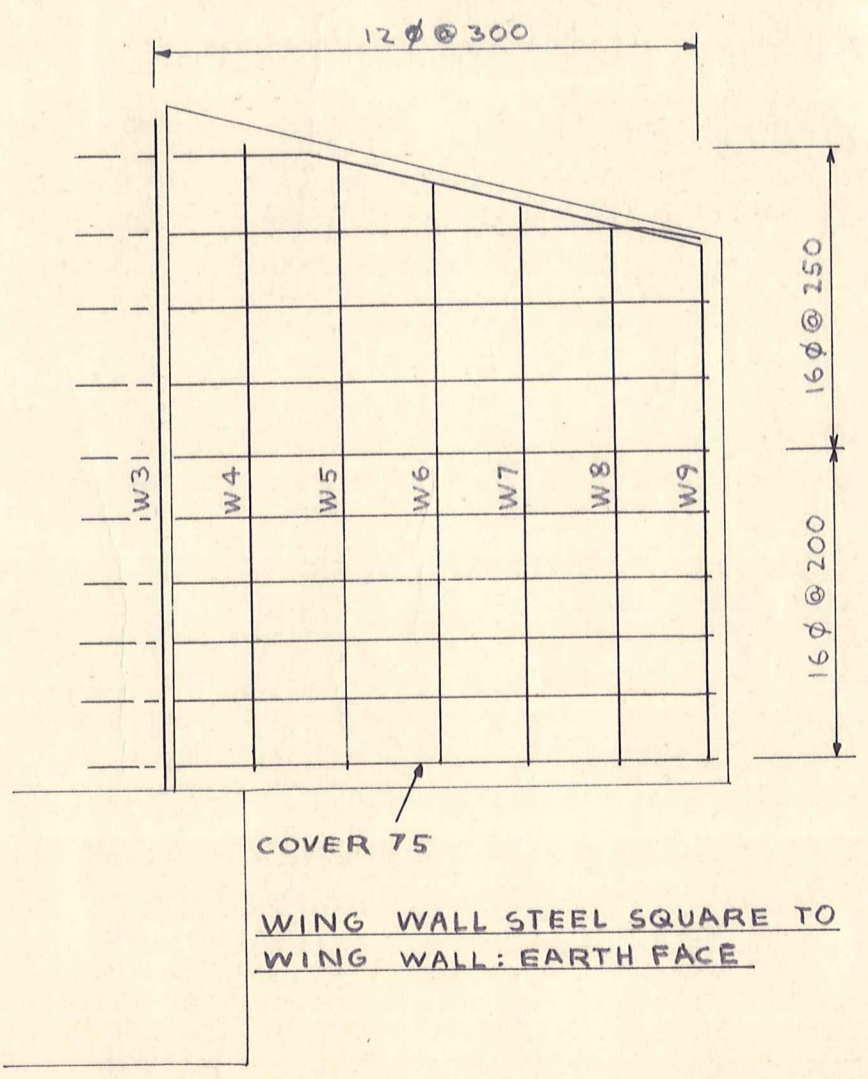 12 ϕ @ 300
16 ϕ @ 250
W3
W4
W5
W6
W7
W8
W9
16 ϕ @ 200
COVER 75
WING WALL STEEL SQUARE TO
WING WALL: EARTH FACE